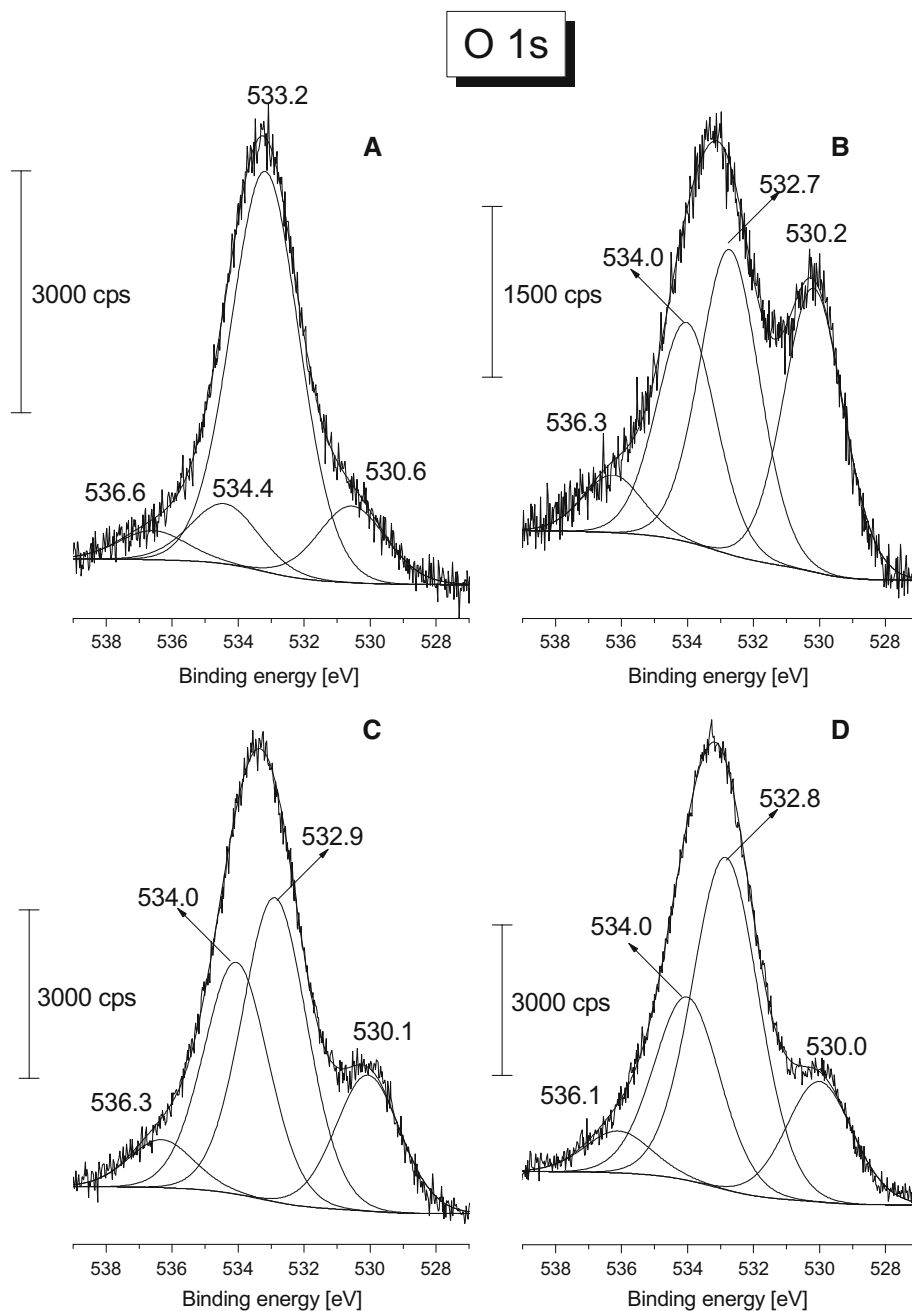 O 1s
A
533.2
3000 cps
536.6
534.4
530.6
538 536 534 532 530 528
Binding energy [eV]
B
532.7
530.2
534.0
1500 cps
536.3
538 536 534 532 530 528
Binding energy [eV]
C
532.9
534.0
3000 cps
530.1
536.3
538 536 534 532 530 528
Binding energy [eV]
D
532.8
534.0
3000 cps
530.0
536.1
538 536 534 532 530 528
Binding energy [eV]